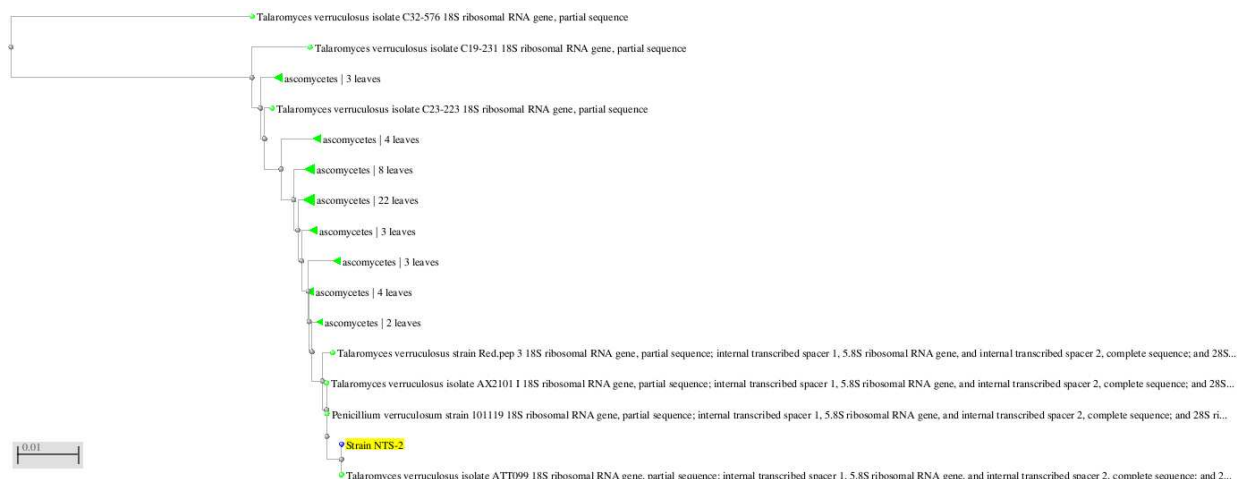 Talaromyces verruculosus isolate C32-576 18S ribosomal RNA gene, partial sequence
Talaromyces verruculosus isolate C19-231 18S ribosomal RNA gene, partial sequence
ascomycetes | 3 leaves
Talaromyces verruculosus isolate C23-223 18S ribosomal RNA gene, partial sequence
ascomycetes | 4 leaves
ascomycetes | 8 leaves
ascomycetes | 22 leaves
ascomycetes | 3 leaves
ascomycetes | 3 leaves
ascomycetes | 4 leaves
ascomycetes | 2 leaves
Talaromyces verruculosus strain Red.pep 3 18S ribosomal RNA gene, partial sequence; internal transcribed spacer 1, 5.8S ribosomal RNA gene, and internal transcribed spacer 2, complete sequence; and 28S...
Talaromyces verruculosus isolate AX2101 I 18S ribosomal RNA gene, partial sequence; internal transcribed spacer 1, 5.8S ribosomal RNA gene, and internal transcribed spacer 2, complete sequence; and 28S...
Penicillium verruculosum strain 101119 18S ribosomal RNA gene, partial sequence; internal transcribed spacer 1, 5.8S ribosomal RNA gene, and internal transcribed spacer 2, complete sequence; and 28S ri...
0.01
Strain NTS-2
Talaromyces verruculosus isolate ATT099 18S ribosomal RNA gene, partial sequence; internal transcribed spacer 1, 5.8S ribosomal RNA gene, and internal transcribed spacer 2, complete sequence; and 2...